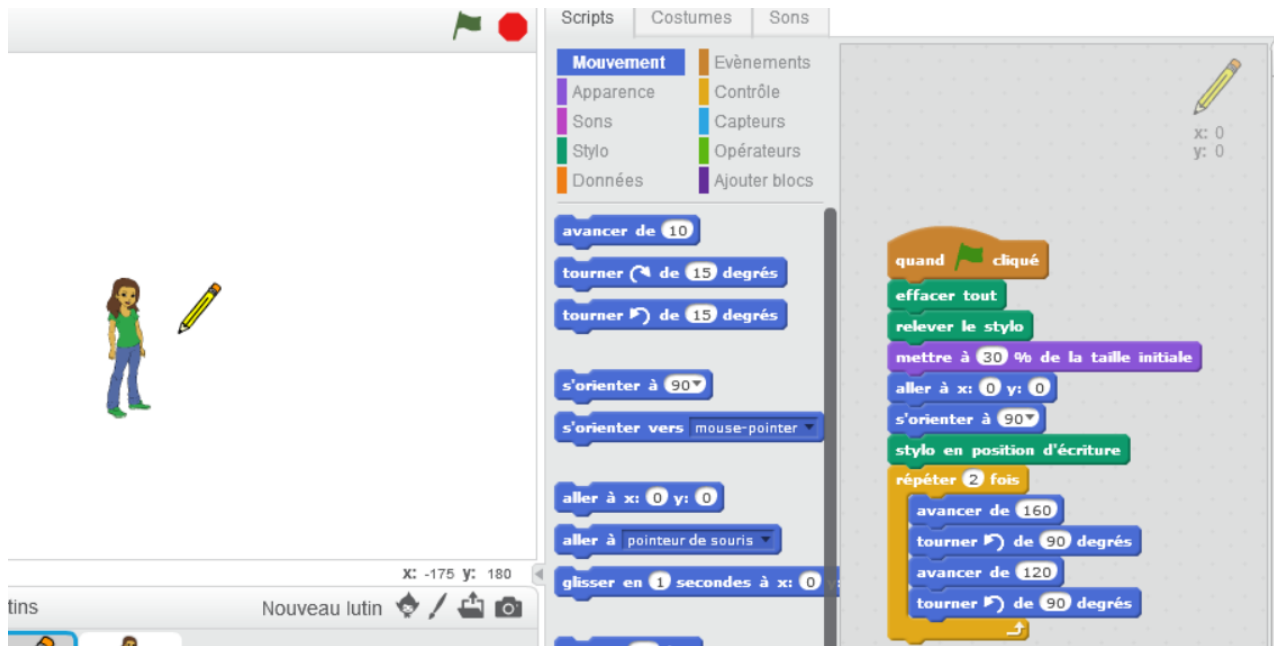 Scripts Costumes Sons
Mouvement Evènements
Apparence Contrôle
Sons Capteurs
Stylo Opérateurs
Données Ajouter blocs
x: 0
y: 0
avancer de 10
tourner de 15 degrés
tourner de 15 degrés
s'orienter à 90
s'orienter vers mouse-pointer
aller à x: 0 y: 0
aller à pointeur de souris
glisser en 1 secondes à x: 0
quand cliqué
effacer tout
relever le stylo
mettre à 30 % de la taille initiale
aller à x: 0 y: 0
s'orienter à 90
stylo en position d'écriture
répéter 2 fois
avancer de 160
tourner de 90 degrés
avancer de 120
tourner de 90 degrés
x: -175 y: 180
tins Nouveau lutin